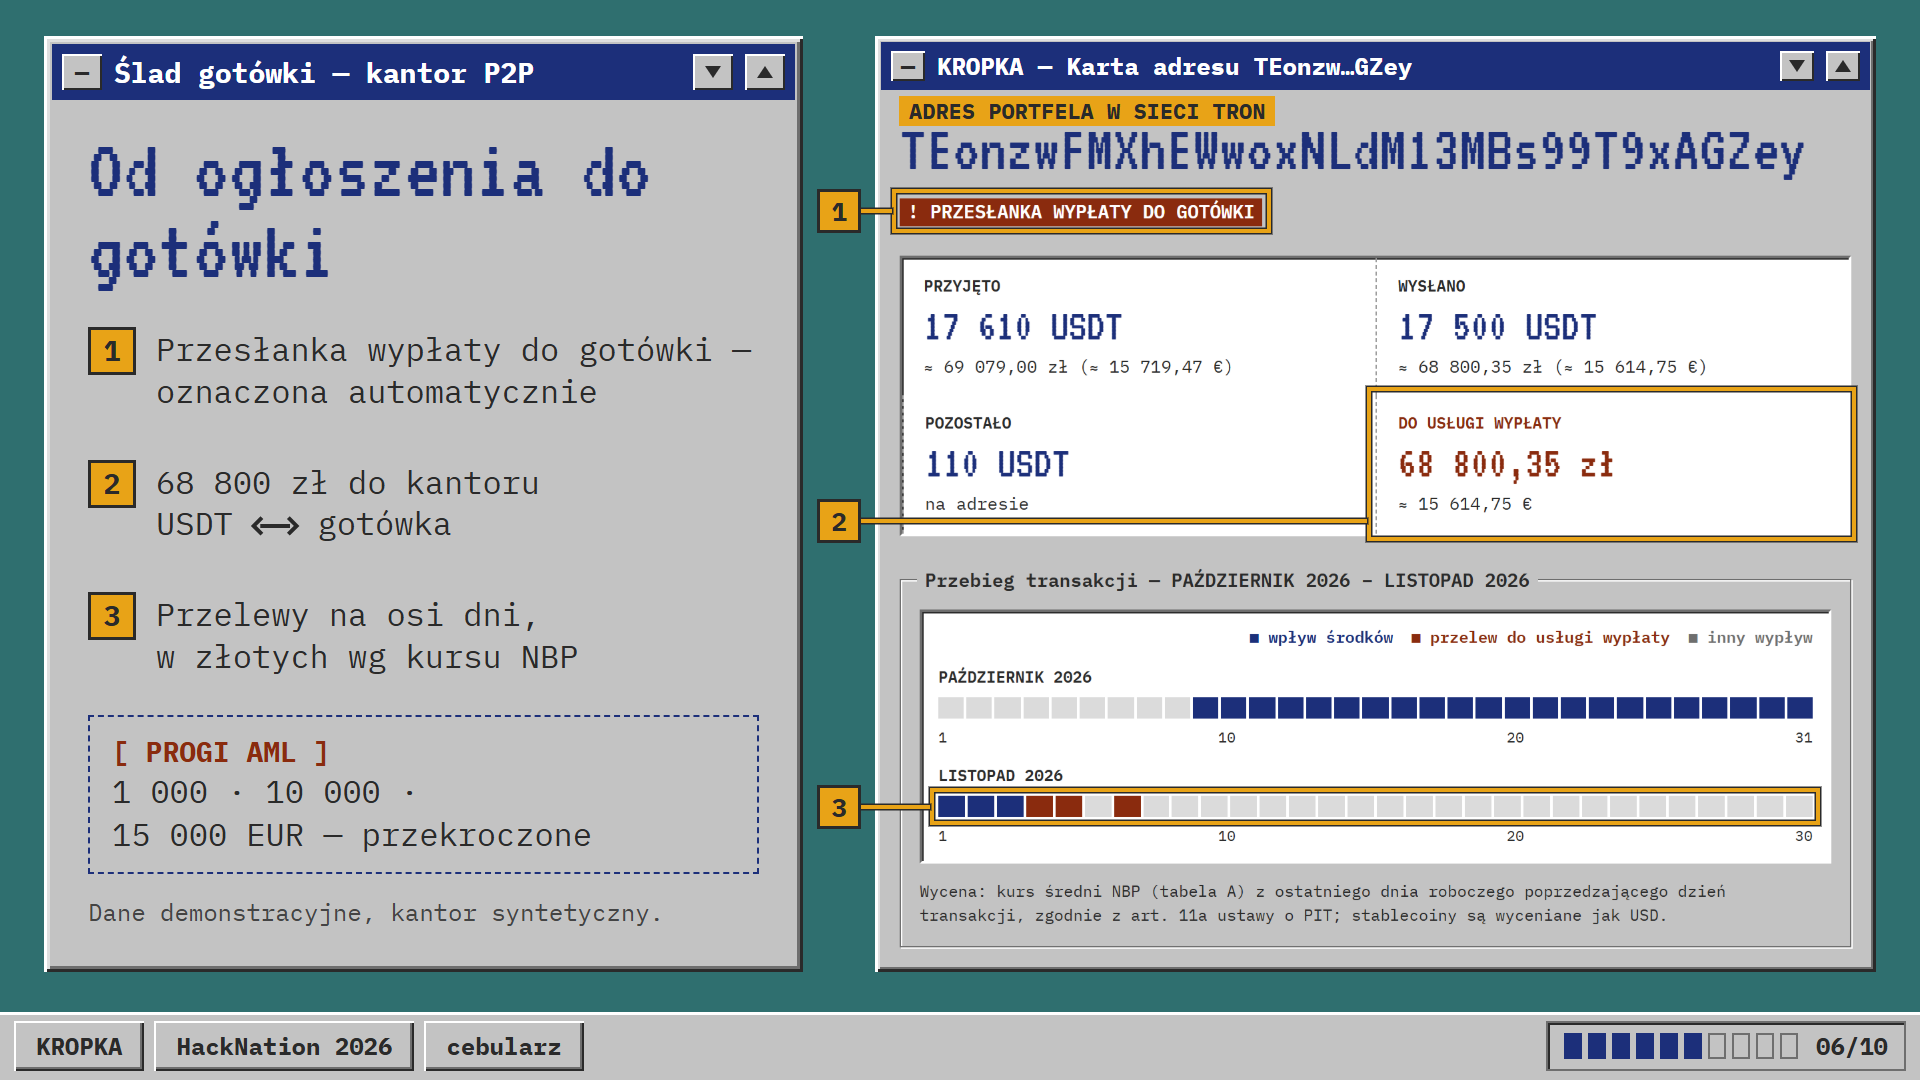 Ślad gotówki — kantor P2P
Od ogłoszenia do
gotówki
1 Przesłanka wypłaty do gotówki —
oznaczona automatycznie
2 68 800 zł do kantoru
USDT ⟷ gotówka
3 Przelewy na osi dni,
w złotych wg kursu NBP
[ PROGI AML ]
1 000 · 10 000 ·
15 000 EUR — przekroczone
Dane demonstracyjne, kantor syntetyczny.
KROPKA — Karta adresu TEonzw…GZey
ADRES PORTFELA W SIECI TRON
TEonzwFMXhEWwoxNLdM13MBs99T9xAGZey
1
! PRZESŁANKA WYPŁATY DO GOTÓWKI
PRZYJĘTO
17 610 USDT
≈ 69 079,00 zł (≈ 15 719,47 €)
WYSŁANO
17 500 USDT
≈ 68 800,35 zł (≈ 15 614,75 €)
POZOSTAŁO
110 USDT
na adresie
2
DO USŁUGI WYPŁATY
68 800,35 zł
≈ 15 614,75 €
Przebieg transakcji — PAŹDZIERNIK 2026 – LISTOPAD 2026
■ wpływ środków ■ przelew do usługi wypłaty ■ inny wypływ
PAŹDZIERNIK 2026
1 10 20 31
LISTOPAD 2026
3
1 10 20 30
Wycena: kurs średni NBP (tabela A) z ostatniego dnia roboczego poprzedzającego dzień
transakcji, zgodnie z art. 11a ustawy o PIT; stablecoiny są wyceniane jak USD.
KROPKA
HackNation 2026
cebularz
06/10